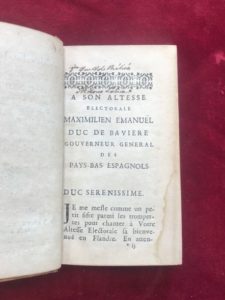 A SON ALTESSE
ELECTORALE
MAXIMILIEN EMANUEL
DUC DE BAVIERE
GOUVERNEUR GENERAL
DES
PAYS-BAS ESPAGNOLS
DUC SERENISSIME.
JE me mesle comme un pe-
tit fifre parmi les trompet-
tes pour chanter à Vôtre
Altesse Electorale sa bienve-
nuë en Flandre. En atten-